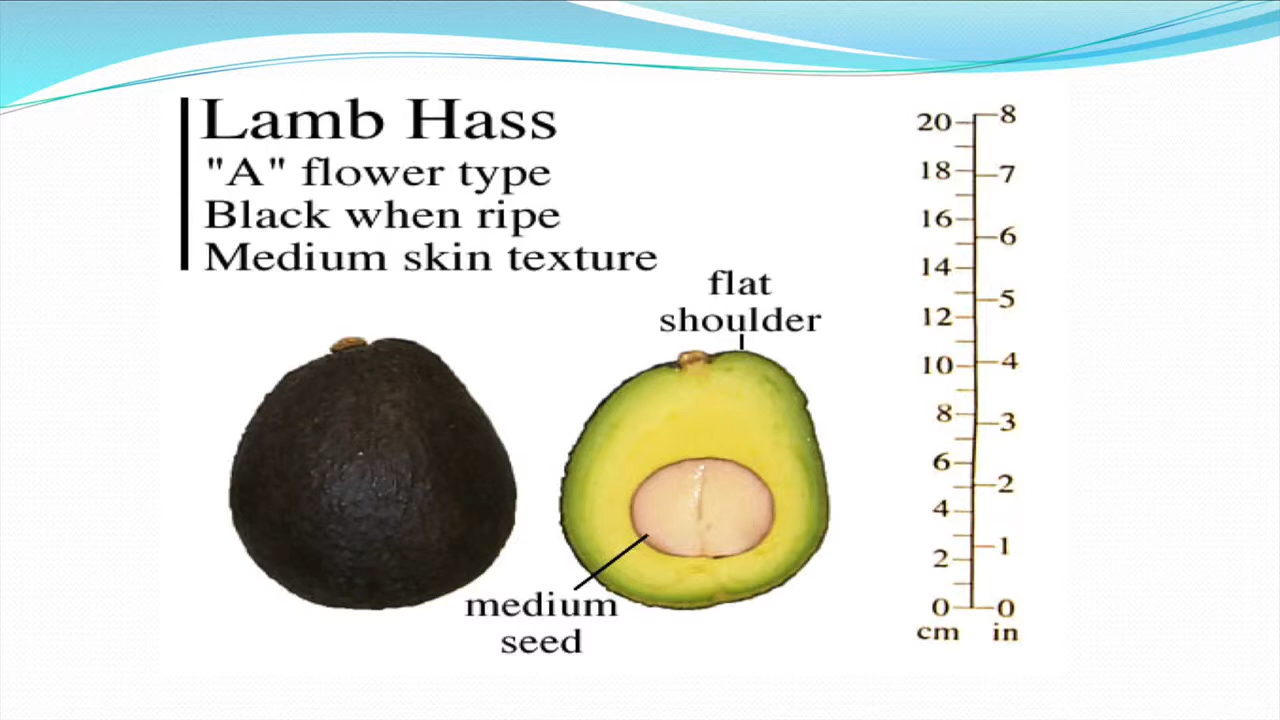 Lamb Hass
"A" flower type
Black when ripe
Medium skin texture
flat
shoulder
medium
seed
20
18
16
14
12
10
8
6
4
2
0
cm
8
7
6
5
4
3
2
1
0
in